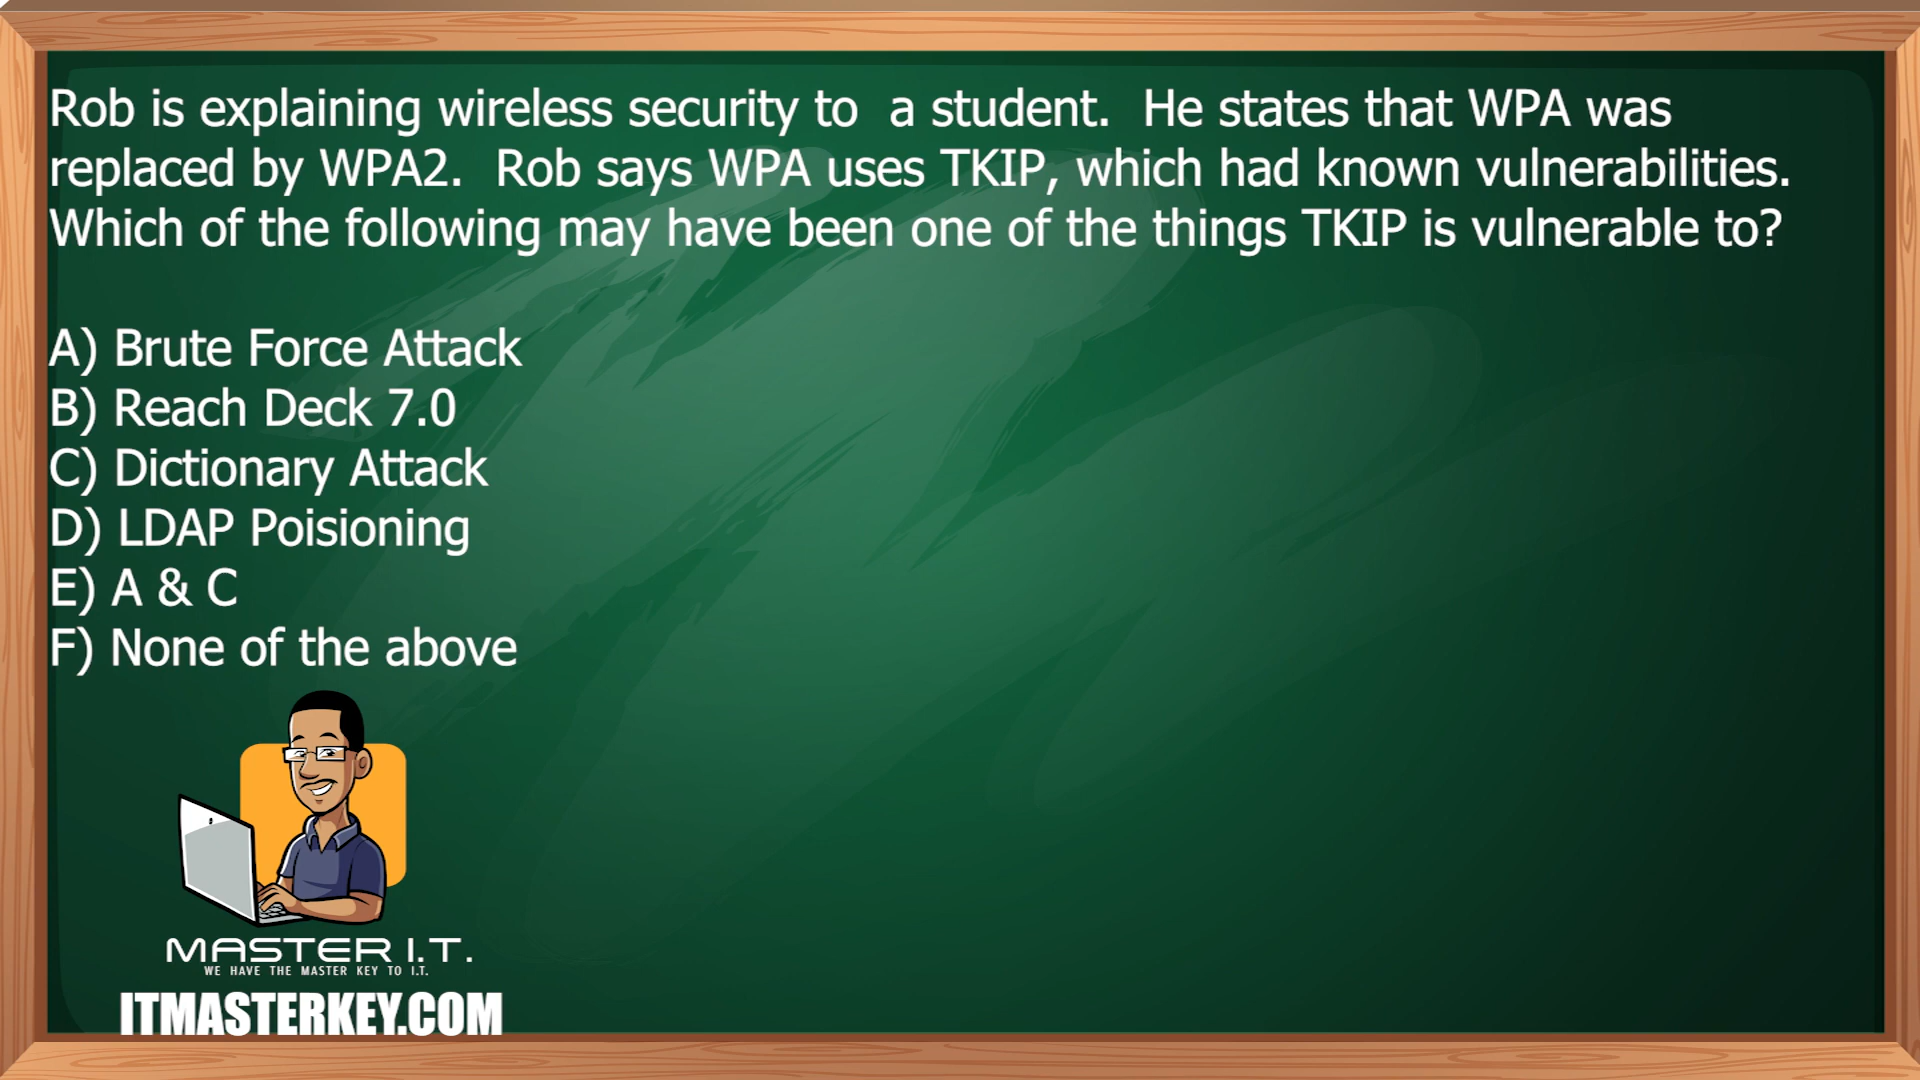 Rob is explaining wireless security to  a student.  He states that WPA was
replaced by WPA2.  Rob says WPA uses TKIP, which had known vulnerabilities.
Which of the following may have been one of the things TKIP is vulnerable to?
A) Brute Force Attack
B) Reach Deck 7.0
C) Dictionary Attack
D) LDAP Poisioning
E) A & C
F) None of the above
MASTER I.T.
WE HAVE THE MASTER KEY TO I.T.
ITMASTERKEY.COM